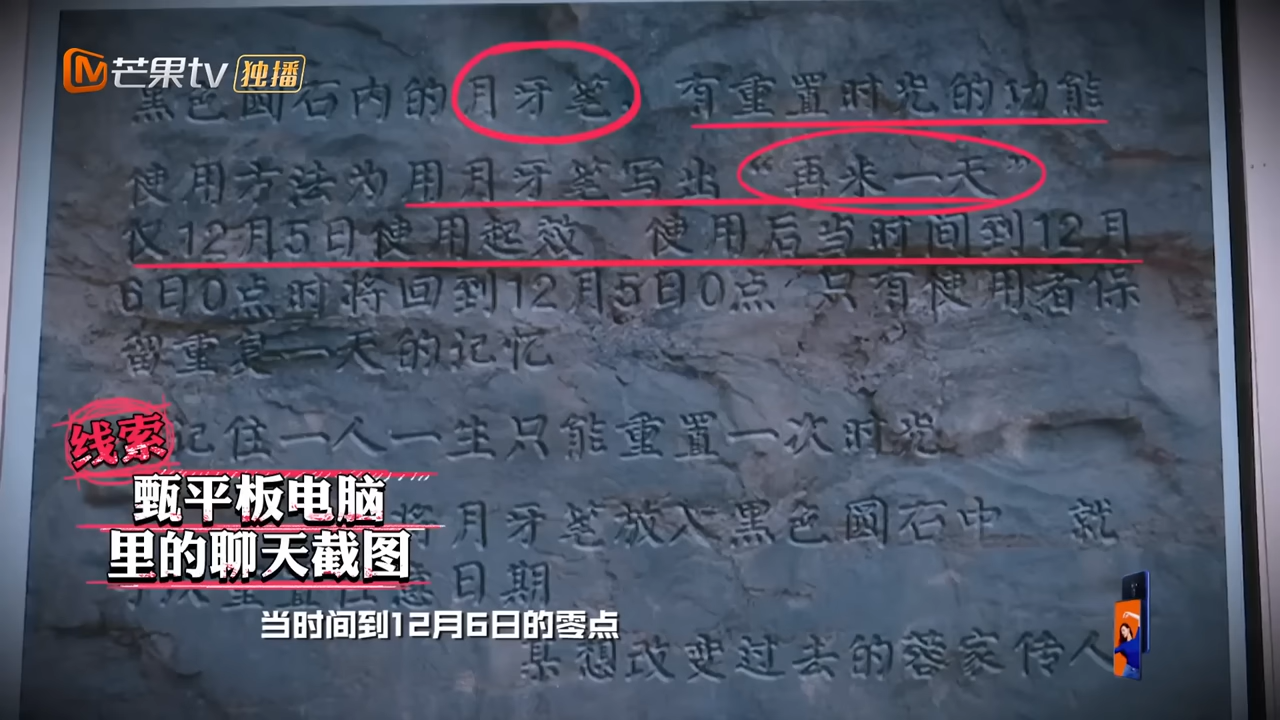 芒果tv 独播
黑色圆石内的月牙笔，有重置时光的功能
使用方法为用月牙笔写出“再来一天”
仅12月5日使用起效 使用后当时间到12月
6日0点时将回到12月5日0点 只有使用者保
留重复一天的记忆
记住一人一生只能重置一次时光
将月牙笔放入黑色圆石中 就
重置任意日期
某想改变过去的蓉家传人
线索
甄平板电脑
里的聊天截图
当时间到12月6日的零点